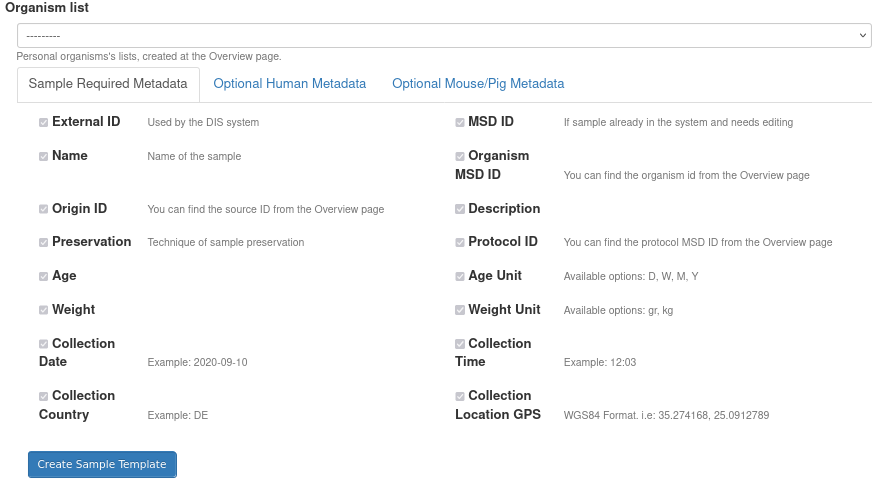 Organism list
---------
Personal organisms's lists, created at the Overview page.
Sample Required Metadata Optional Human Metadata Optional Mouse/Pig Metadata
External ID Used by the DIS system MSD ID If sample already in the system and needs editing
Name Name of the sample Organism
MSD ID You can find the organism id from the Overview page
Origin ID You can find the source ID from the Overview page Description
Preservation Technique of sample preservation Protocol ID You can find the protocol MSD ID from the Overview page
Age Age Unit Available options: D, W, M, Y
Weight Weight Unit Available options: gr, kg
Collection Collection
Date Example: 2020-09-10 Time Example: 12:03
Collection Collection
Country Example: DE Location GPS WGS84 Format. i.e: 35.274168, 25.0912789
Create Sample Template